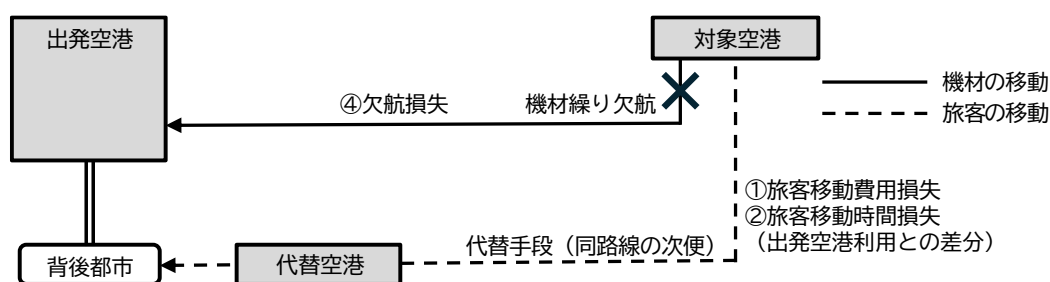 出発空港
対象空港
機材の移動
旅客の移動
④欠航損失
機材繰り欠航
①旅客移動費用損失
②旅客移動時間損失
（出発空港利用との差分）
代替手段（同路線の次便）
背後都市
代替空港